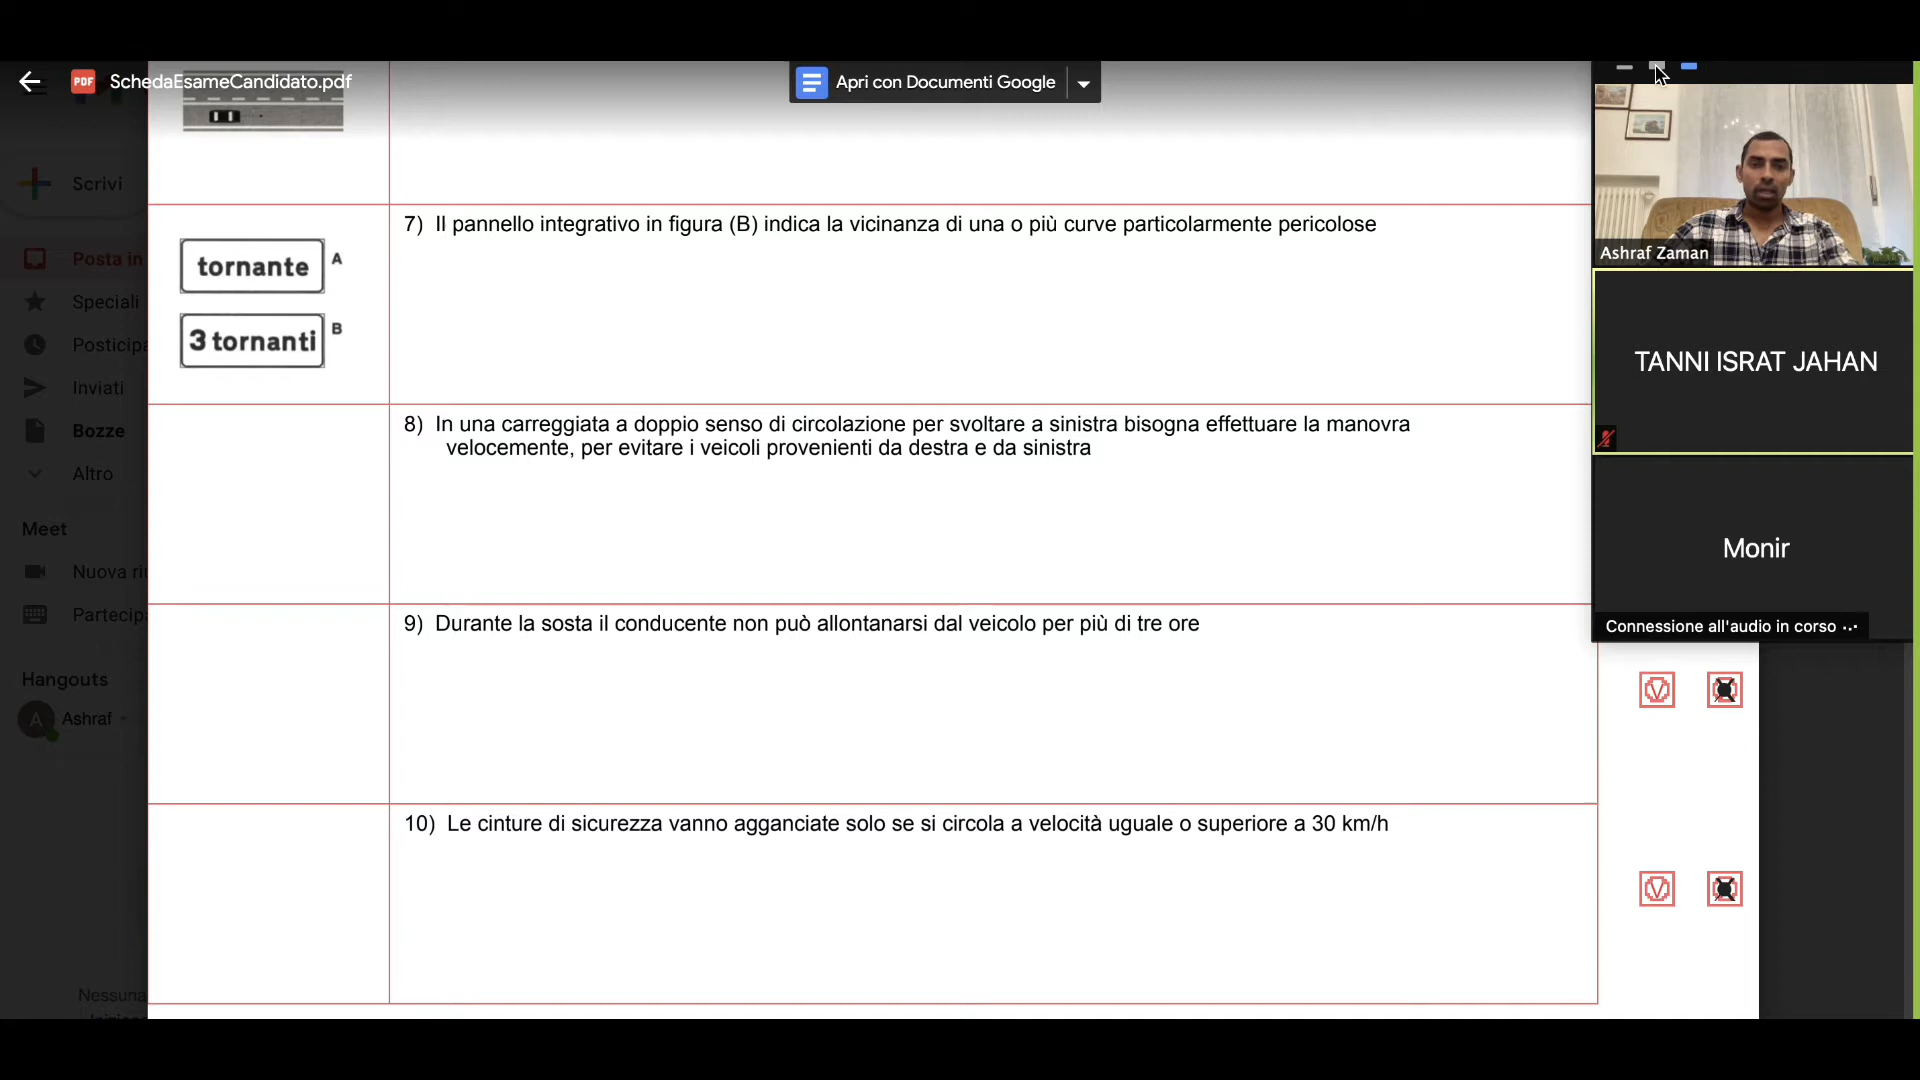 PDF
SchedaEsameCandidato.pdf
Apri con Documenti Google
Scrivi
Posta in
Speciali
Inviati
Bozze
Altro
Meet
Nuova
Hangouts
A
Ashraf
Nessuna
tornante A
3 tornanti B
7) Il pannello integrativo in figura (B) indica la vicinanza di una o più curve particolarmente pericolose
8) In una carreggiata a doppio senso di circolazione per svoltare a sinistra bisogna effettuare la manovra
velocemente, per evitare i veicoli provenienti da destra e da sinistra
9) Durante la sosta il conducente non può allontanarsi dal veicolo per più di tre ore
V
10) Le cinture di sicurezza vanno agganciate solo se si circola a velocità uguale o superiore a 30 km/h
V
Ashraf Zaman
TANNI ISRAT JAHAN
Monir
Connessione all'audio in corso ...